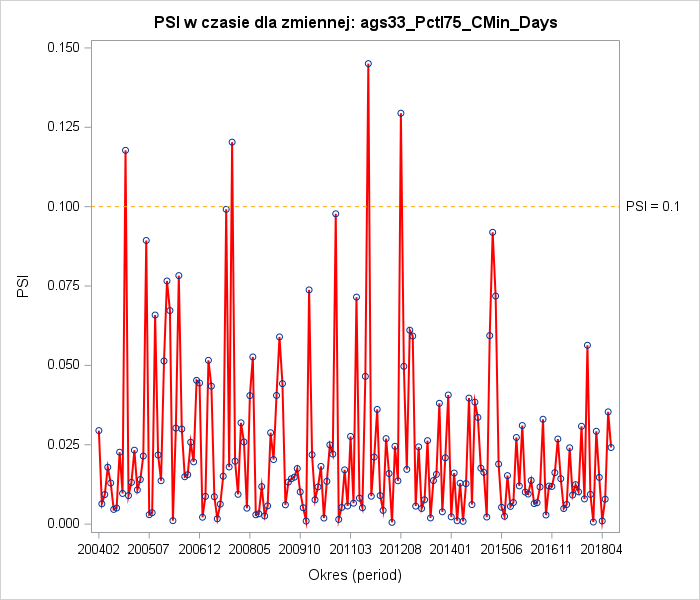 PSI w czasie dla zmiennej: ags33_Pctl75_CMin_Days
0.150
0.125
0.100
0.075
0.050
0.025
0.000
PSI
PSI = 0.1
200402 200507 200612 200805 200910 201103 201208 201401 201506 201611 201804
Okres (period)